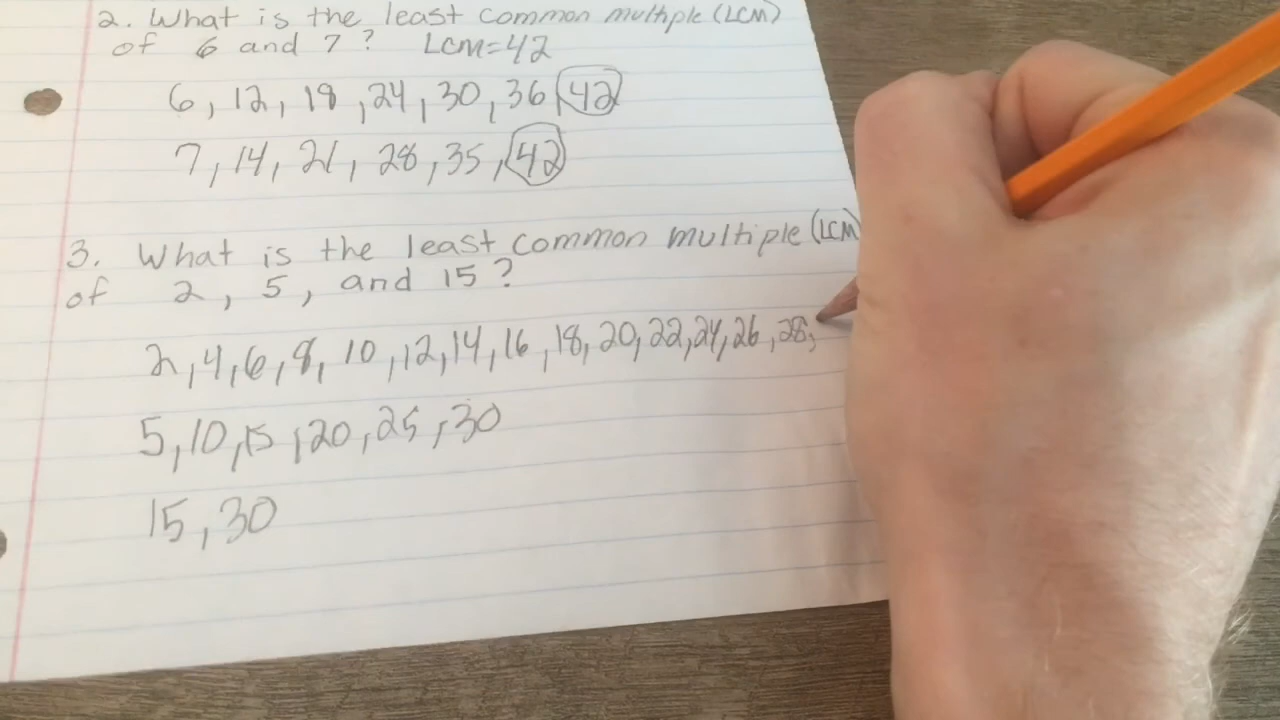 2. What is the least common multiple (LCM)
of 6 and 7? LCM=42
6, 12, 18, 24, 30, 36, 42
7, 14, 21, 28, 35, 42
3. What is the least common multiple (LCM)
of 2, 5, and 15?
2, 4, 6, 8, 10, 12, 14, 16, 18, 20, 22, 24, 26, 28,
5, 10, 15, 20, 25, 30
15, 30